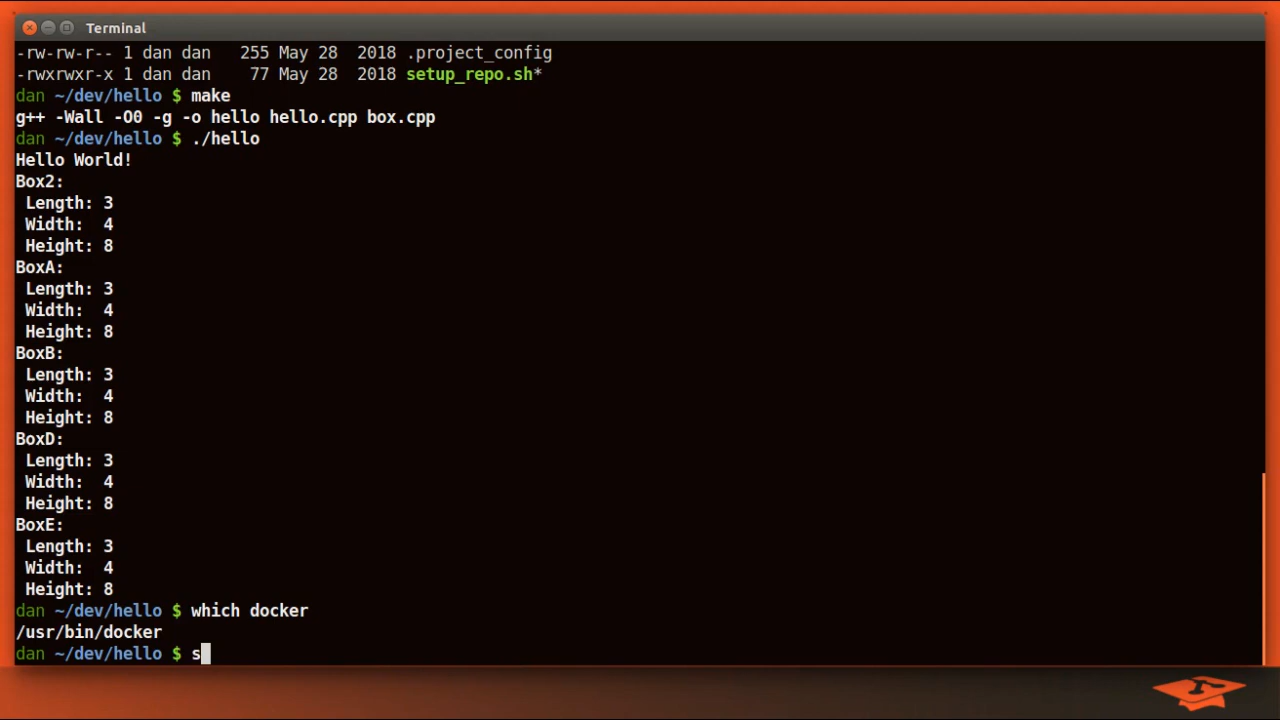 Terminal
-rw-rw-r-- 1 dan dan   255 May 28  2018 .project_config
-rwxrwxr-x 1 dan dan    77 May 28  2018 setup_repo.sh*
dan ~/dev/hello $ make
g++ -Wall -O0 -g -o hello hello.cpp box.cpp
dan ~/dev/hello $ ./hello
Hello World!
Box2:
 Length: 3
 Width:  4
 Height: 8
BoxA:
 Length: 3
 Width:  4
 Height: 8
BoxB:
 Length: 3
 Width:  4
 Height: 8
BoxD:
 Length: 3
 Width:  4
 Height: 8
BoxE:
 Length: 3
 Width:  4
 Height: 8
dan ~/dev/hello $ which docker
/usr/bin/docker
dan ~/dev/hello $ s